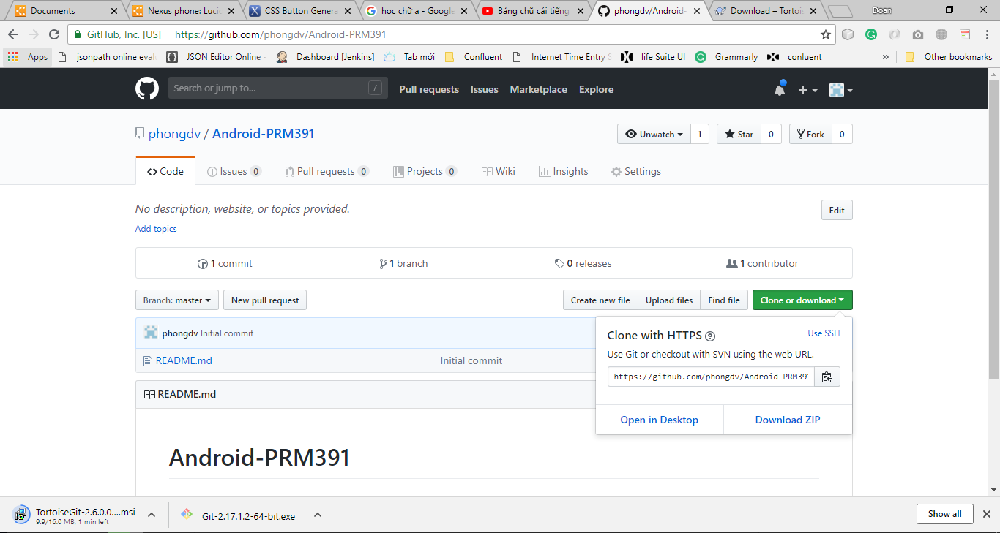 Documents
Nexus phone: Luci
CSS Button Genera
học chữ a - Google
Bảng chữ cái tiếng
phongdv/Android-
Download – Tortois
Doan
GitHub, Inc. [US]
https://github.com/phongdv/Android-PRM391
Apps
jsonpath online eval
JSON Editor Online -
Dashboard [Jenkins]
Tab mới
Confluent
Internet Time Entry S
life Suite UI
Grammarly
conluent
»
Other bookmarks
Search or jump to...
/
Pull requests
Issues
Marketplace
Explore
phongdv / Android-PRM391
Unwatch 1
Star 0
Fork 0
Code
Issues 0
Pull requests 0
Projects 0
Wiki
Insights
Settings
No description, website, or topics provided.
Edit
Add topics
1 commit
1 branch
0 releases
1 contributor
Branch: master
New pull request
Create new file
Upload files
Find file
Clone or download
phongdv Initial commit
README.md
Initial commit
Clone with HTTPS
Use SSH
Use Git or checkout with SVN using the web URL.
https://github.com/phongdv/Android-PRM391
Open in Desktop
Download ZIP
README.md
Android-PRM391
TortoiseGit-2.6.0.0....msi
9.9/16.0 MB, 1 min left
Git-2.17.1.2-64-bit.exe
Show all